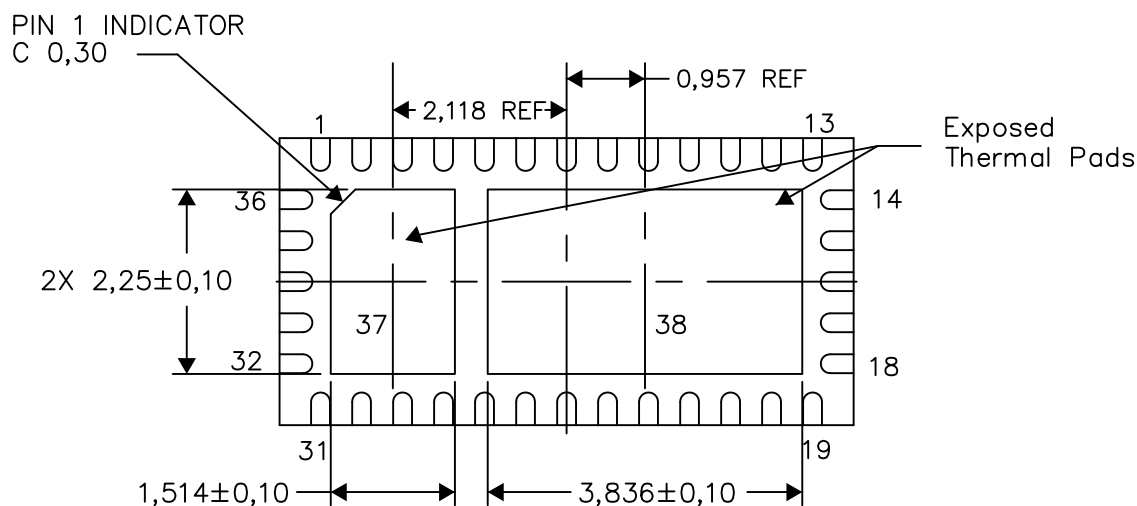 PIN 1 INDICATOR
C 0,30
0,957 REF
2,118 REF
1
13
Exposed
Thermal Pads
36
14
2X 2,25±0,10
37
38
32
18
31
19
1,514±0,10
3,836±0,10